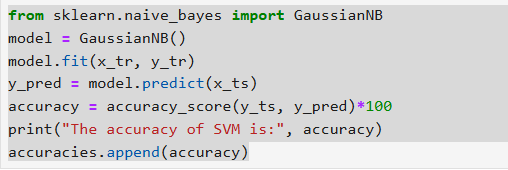 from sklearn.naive_bayes import GaussianNB
model = GaussianNB()
model.fit(x_tr, y_tr)
y_pred = model.predict(x_ts)
accuracy = accuracy_score(y_ts, y_pred)*100
print("The accuracy of SVM is:", accuracy)
accuracies.append(accuracy)